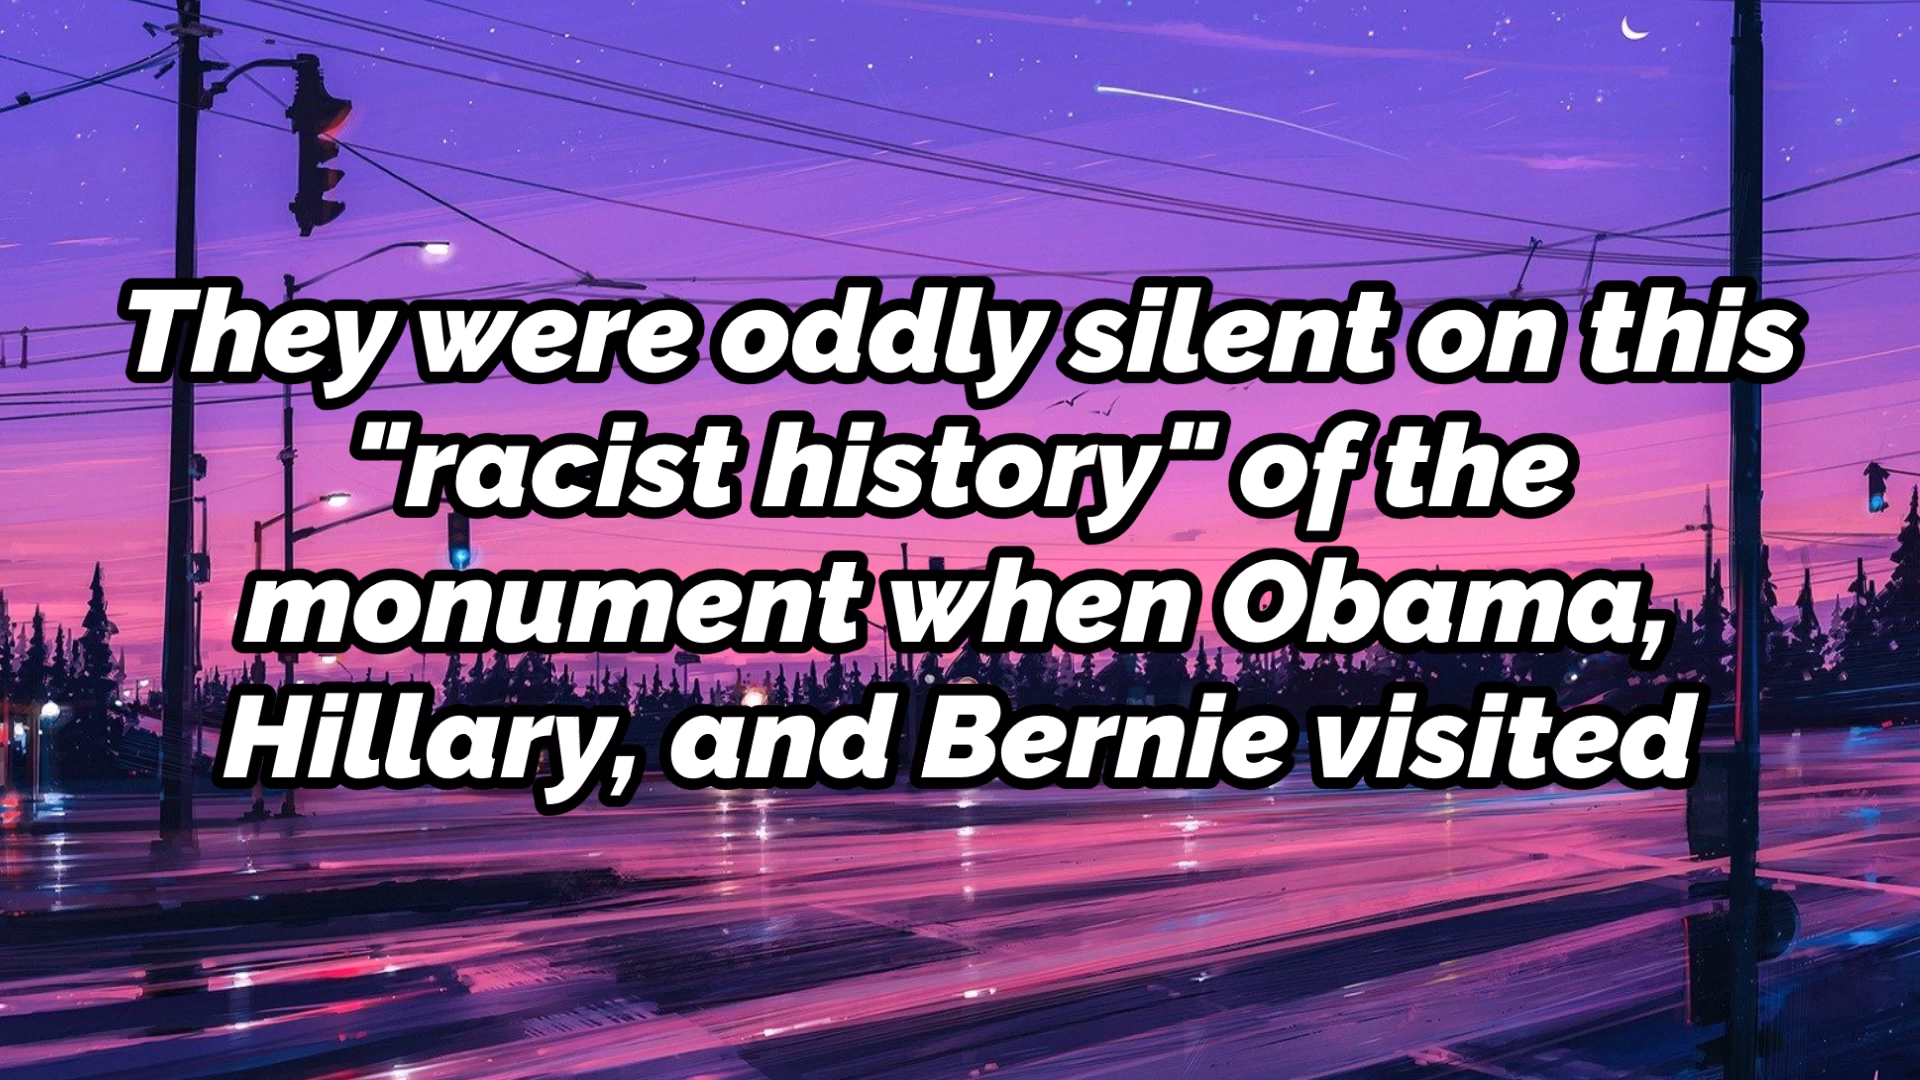 They were oddly silent on this
"racist history" of the
monument when Obama,
Hillary, and Bernie visited